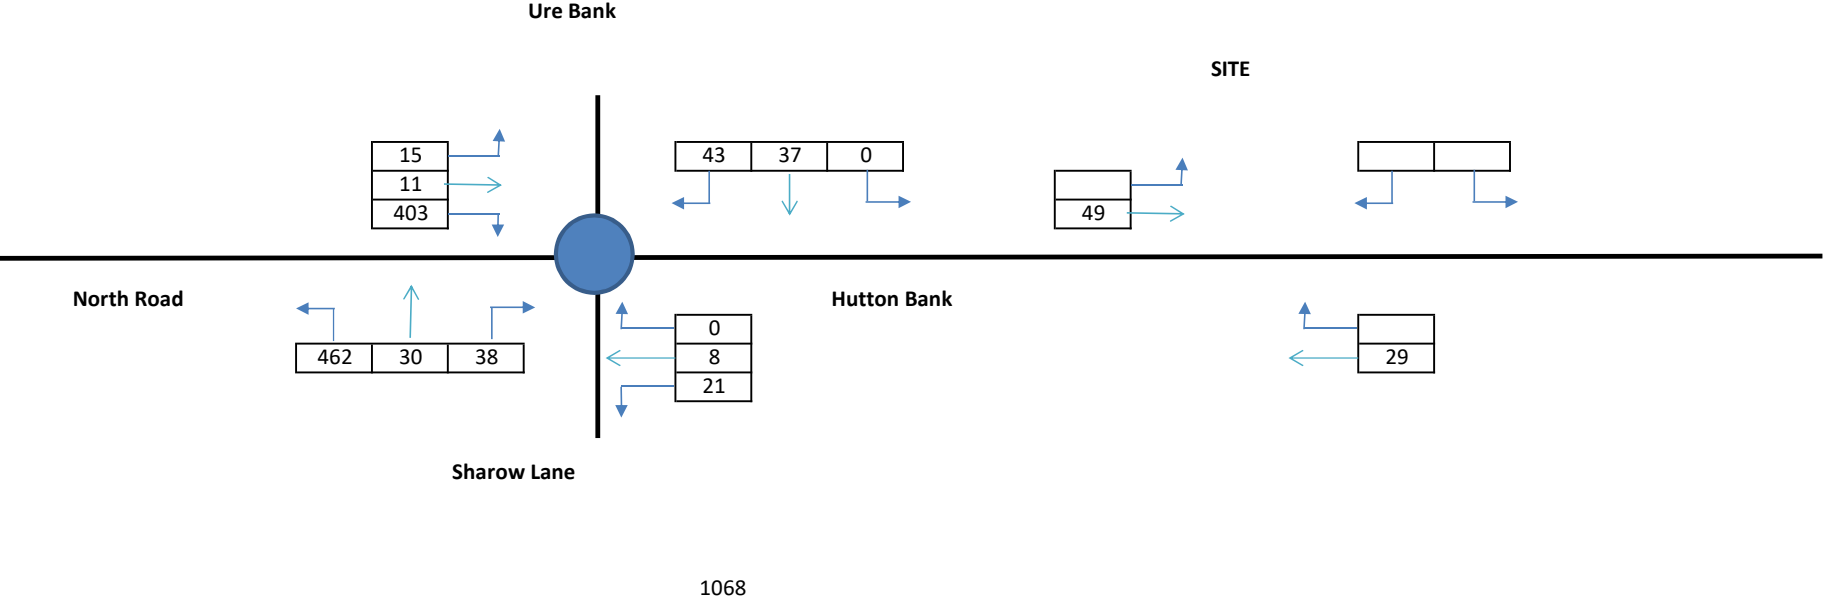 Ure Bank
SITE
15
43 37 0
11
403
49
North Road
Hutton Bank
0
462 30 38
8
29
21
Sharow Lane
1068